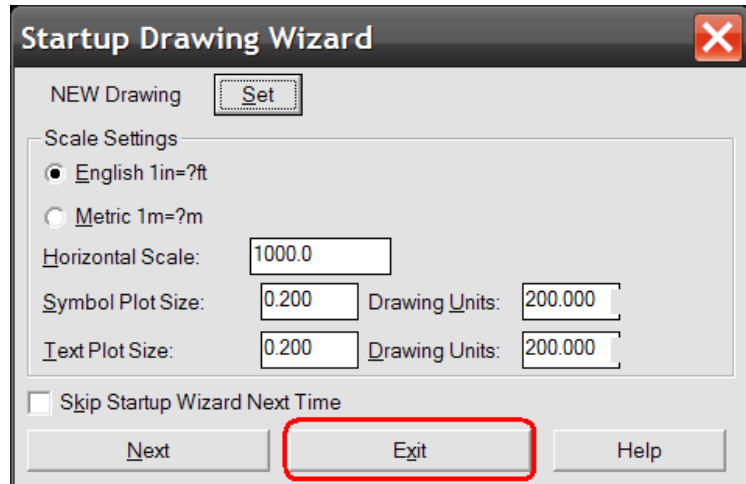 Startup Drawing Wizard
NEW Drawing Set
Scale Settings
English 1in=?ft
Metric 1m=?m
Horizontal Scale: 1000.0
Symbol Plot Size: 0.200 Drawing Units: 200.000
Text Plot Size: 0.200 Drawing Units: 200.000
Skip Startup Wizard Next Time
Next Exit Help